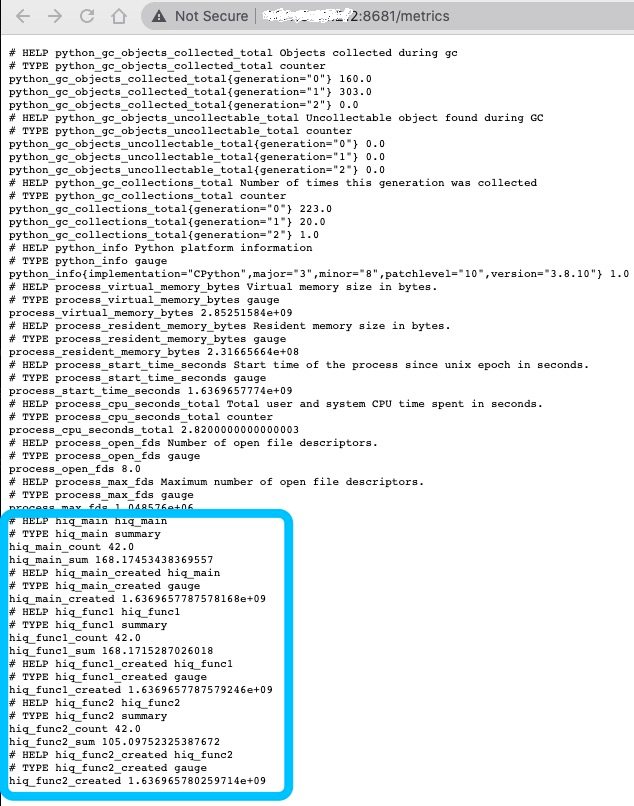 Not Secure 2:8681/metrics
# HELP python_gc_objects_collected_total Objects collected during gc
# TYPE python_gc_objects_collected_total counter
python_gc_objects_collected_total{generation="0"} 160.0
python_gc_objects_collected_total{generation="1"} 303.0
python_gc_objects_collected_total{generation="2"} 0.0
# HELP python_gc_objects_uncollectable_total Uncollectable object found during GC
# TYPE python_gc_objects_uncollectable_total counter
python_gc_objects_uncollectable_total{generation="0"} 0.0
python_gc_objects_uncollectable_total{generation="1"} 0.0
python_gc_objects_uncollectable_total{generation="2"} 0.0
# HELP python_gc_collections_total Number of times this generation was collected
# TYPE python_gc_collections_total counter
python_gc_collections_total{generation="0"} 223.0
python_gc_collections_total{generation="1"} 20.0
python_gc_collections_total{generation="2"} 1.0
# HELP python_info Python platform information
# TYPE python_info gauge
python_info{implementation="CPython",major="3",minor="8",patchlevel="10",version="3.8.10"} 1.0
# HELP process_virtual_memory_bytes Virtual memory size in bytes.
# TYPE process_virtual_memory_bytes gauge
process_virtual_memory_bytes 2.85251584e+09
# HELP process_resident_memory_bytes Resident memory size in bytes.
# TYPE process_resident_memory_bytes gauge
process_resident_memory_bytes 2.31665664e+08
# HELP process_start_time_seconds Start time of the process since unix epoch in seconds.
# TYPE process_start_time_seconds gauge
process_start_time_seconds 1.6369657774e+09
# HELP process_cpu_seconds_total Total user and system CPU time spent in seconds.
# TYPE process_cpu_seconds_total counter
process_cpu_seconds_total 2.8200000000000003
# HELP process_open_fds Number of open file descriptors.
# TYPE process_open_fds gauge
process_open_fds 8.0
# HELP process_max_fds Maximum number of open file descriptors.
# TYPE process_max_fds gauge
process_max_fds 1.048576e+06
# HELP hiq_main hiq_main
# TYPE hiq_main summary
hiq_main_count 42.0
hiq_main_sum 168.17453438369557
# HELP hiq_main_created hiq_main
# TYPE hiq_main_created gauge
hiq_main_created 1.6369657787578168e+09
# HELP hiq_func1 hiq_func1
# TYPE hiq_func1 summary
hiq_func1_count 42.0
hiq_func1_sum 168.1715287026018
# HELP hiq_func1_created hiq_func1
# TYPE hiq_func1_created gauge
hiq_func1_created 1.6369657787579246e+09
# HELP hiq_func2 hiq_func2
# TYPE hiq_func2 summary
hiq_func2_count 42.0
hiq_func2_sum 105.09752325387672
# HELP hiq_func2_created hiq_func2
# TYPE hiq_func2_created gauge
hiq_func2_created 1.636965780259714e+09